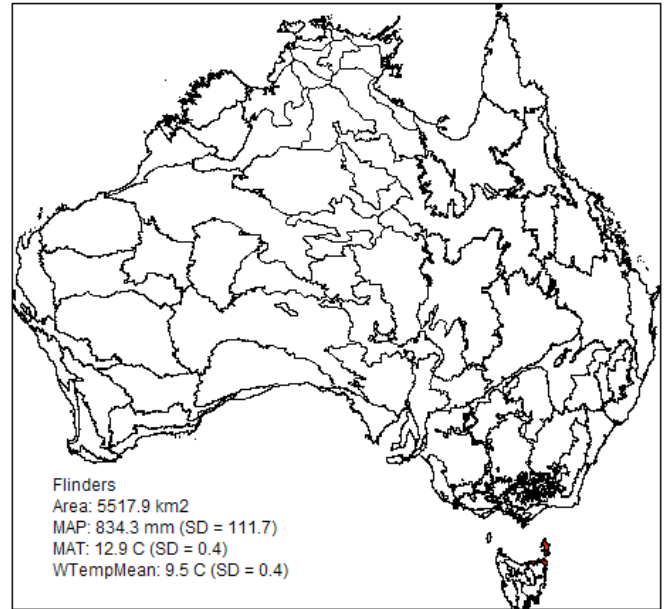 Flinders
Area: 5517.9 km2
MAP: 834.3 mm (SD = 111.7)
MAT: 12.9 C (SD = 0.4)
WTempMean: 9.5 C (SD = 0.4)